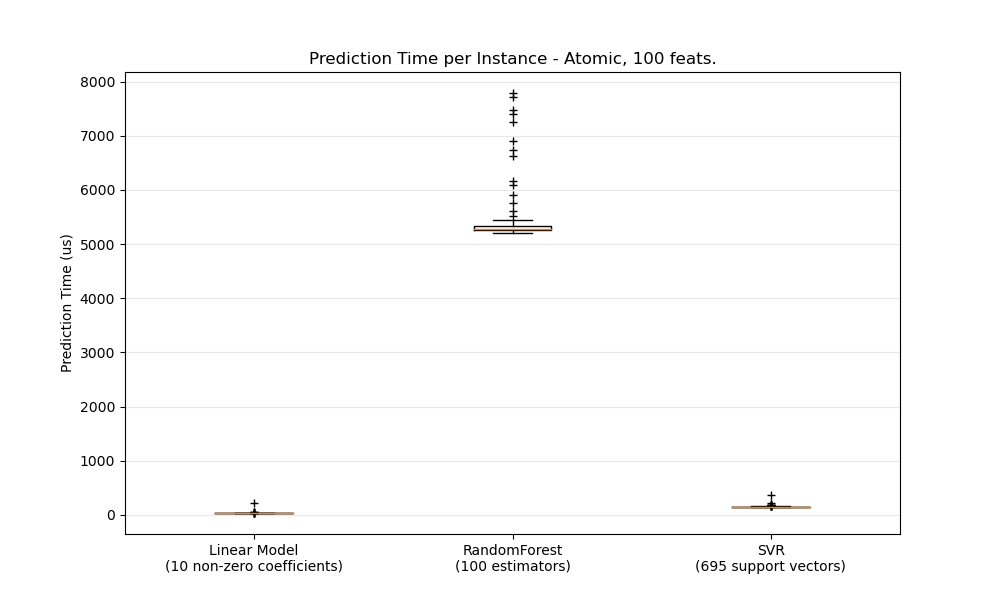 Prediction Time per Instance - Atomic, 100 feats.
Prediction Time (us)
8000
7000
6000
5000
4000
3000
2000
1000
0
Linear Model
(10 non-zero coefficients)
RandomForest
(100 estimators)
SVR
(695 support vectors)